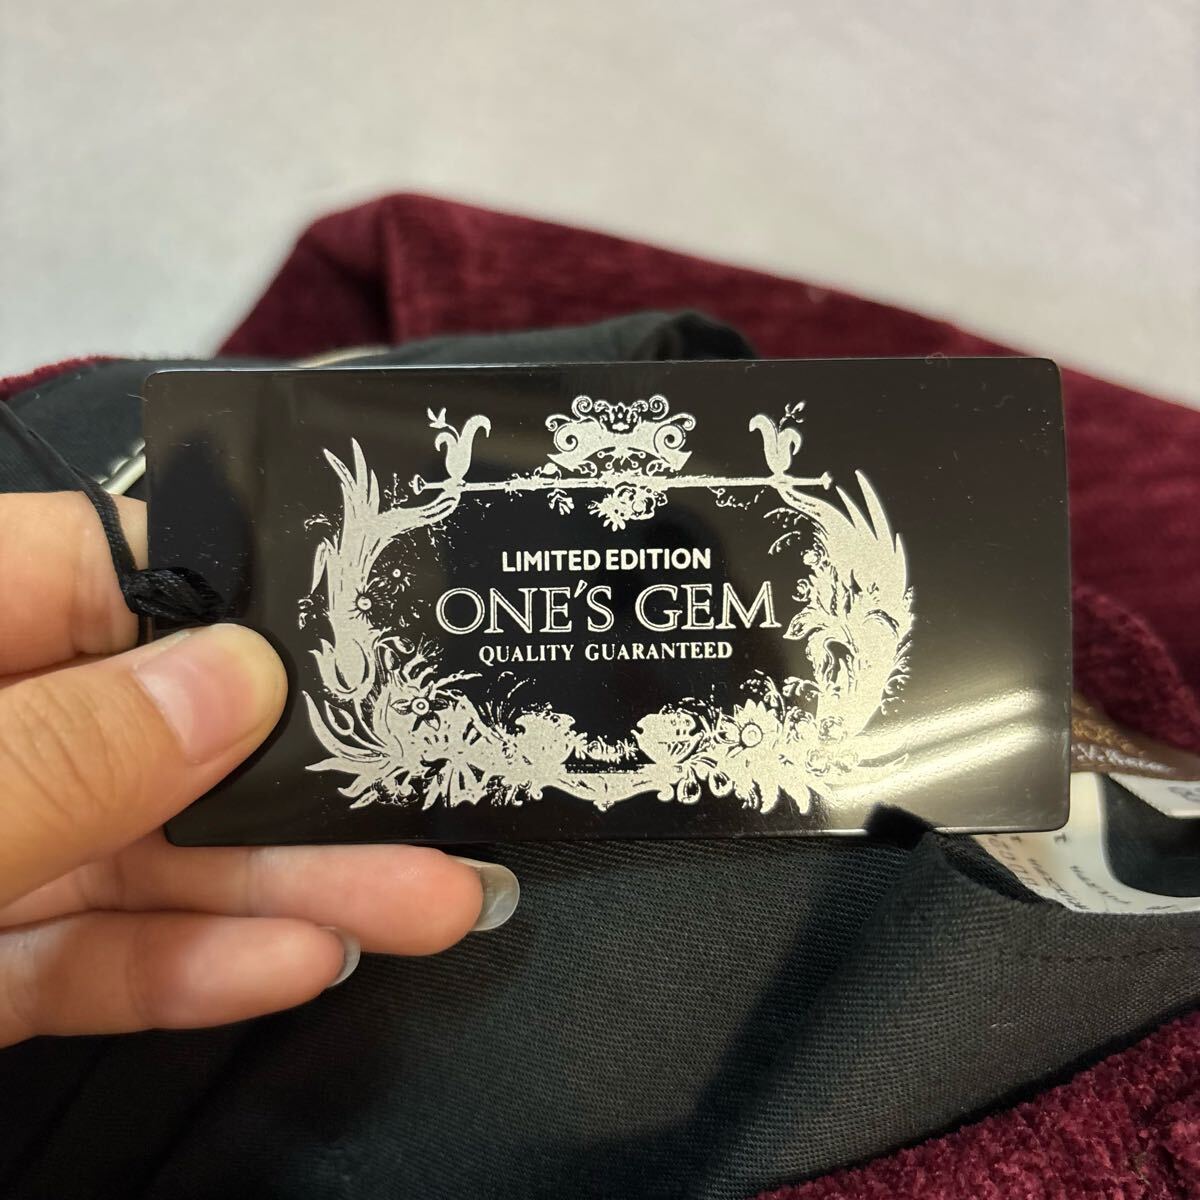 LIMITED EDITION
ONE'S GEM
QUALITY GUARANTEED